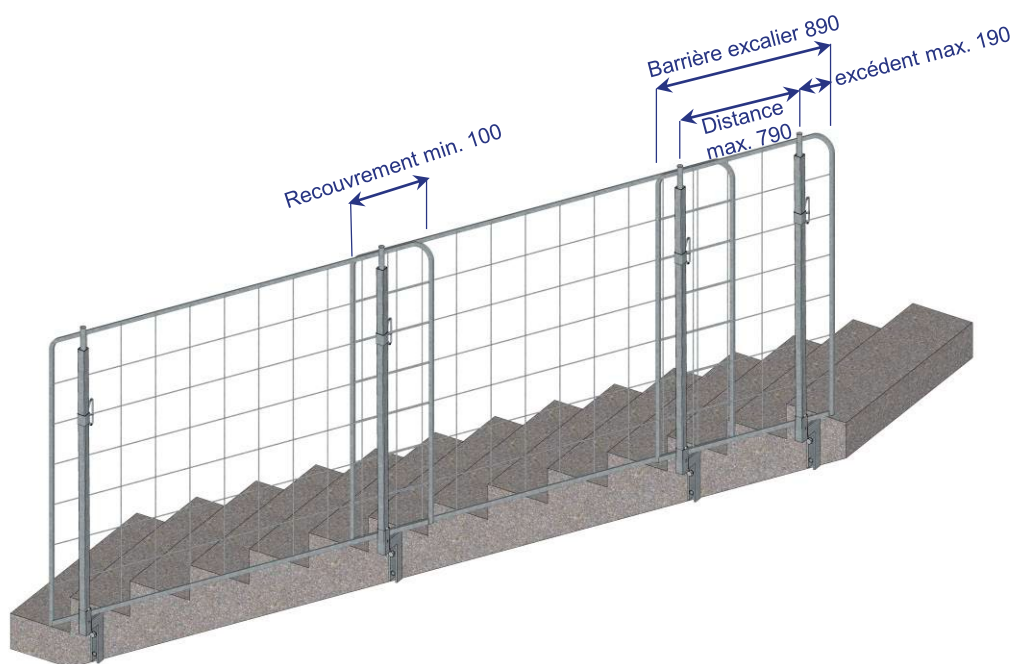 Barrière excalier 890
excédent max. 190
Distance
max. 790
Recouvrement min. 100